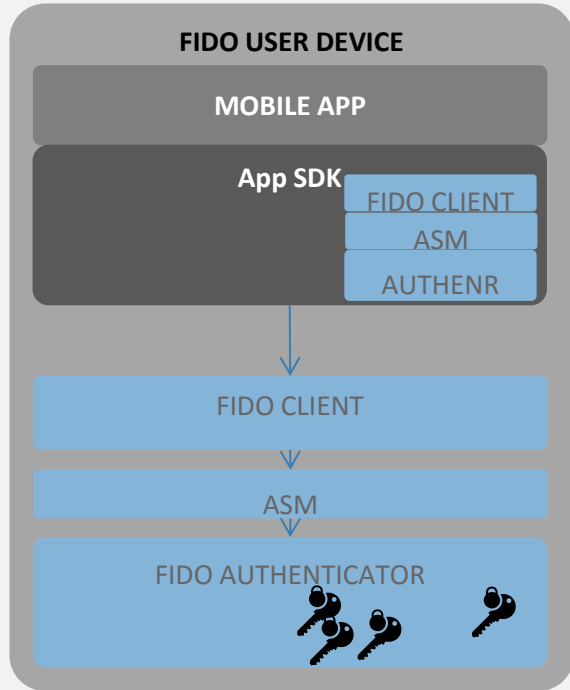 FIDO USER DEVICE
MOBILE APP
App SDK
FIDO CLIENT
ASM
AUTHENR
FIDO CLIENT
ASM
FIDO AUTHENTICATOR